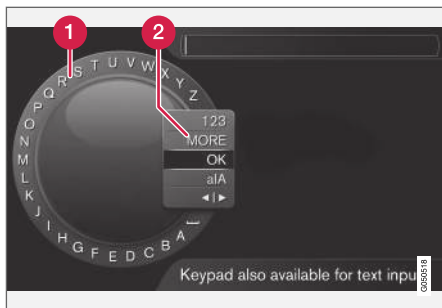 1
2
A B C D E F G H I J K L M N O P Q R S T U V W X Y Z
123
MORE
OK
a|A
◄|►
Keypad also available for text inpu
G050518